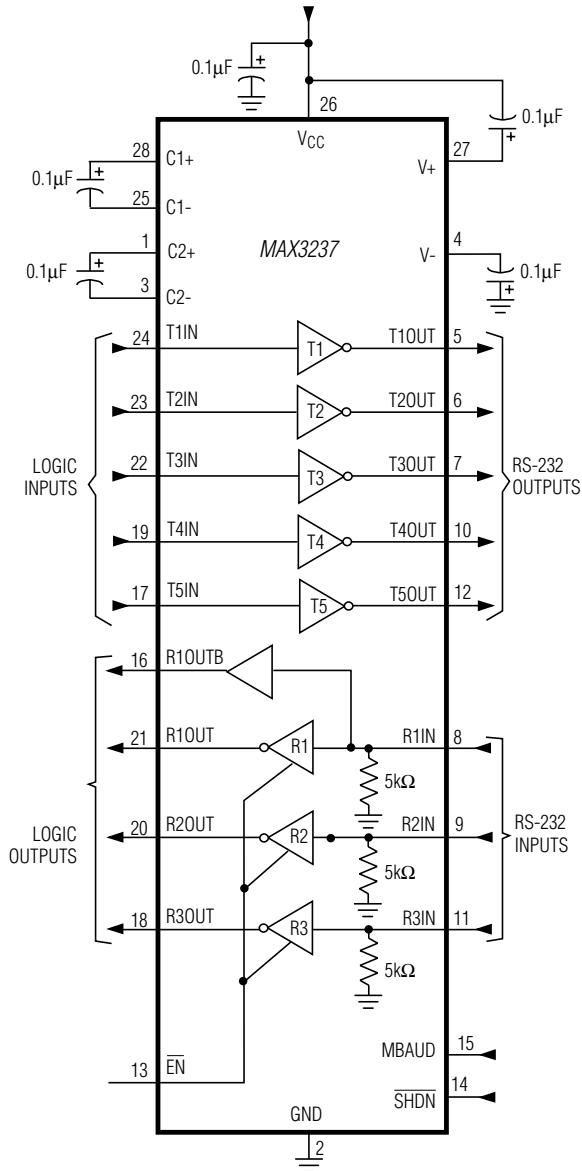 0.1µF +
26
VCC
0.1µF
+
28 C1+
27
V+
0.1µF +
25
C1-
1
C2+
MAX3237
4
V-
0.1µF +
3
C2-
0.1µF
+
24 T1IN T1 T1OUT 5
23 T2IN T2 T2OUT 6
LOGIC
INPUTS
22 T3IN T3 T3OUT 7
RS-232
OUTPUTS
19 T4IN T4 T4OUT 10
17 T5IN T5 T5OUT 12
16 R1OUTB
21 R1OUT R1 R1IN 8
5kΩ
LOGIC
OUTPUTS
20 R2OUT R2 R2IN 9
RS-232
INPUTS
5kΩ
18 R3OUT R3 R3IN 11
5kΩ
MBAUD 15
13 E̅N̅
S̅H̅D̅N̅ 14
GND
2